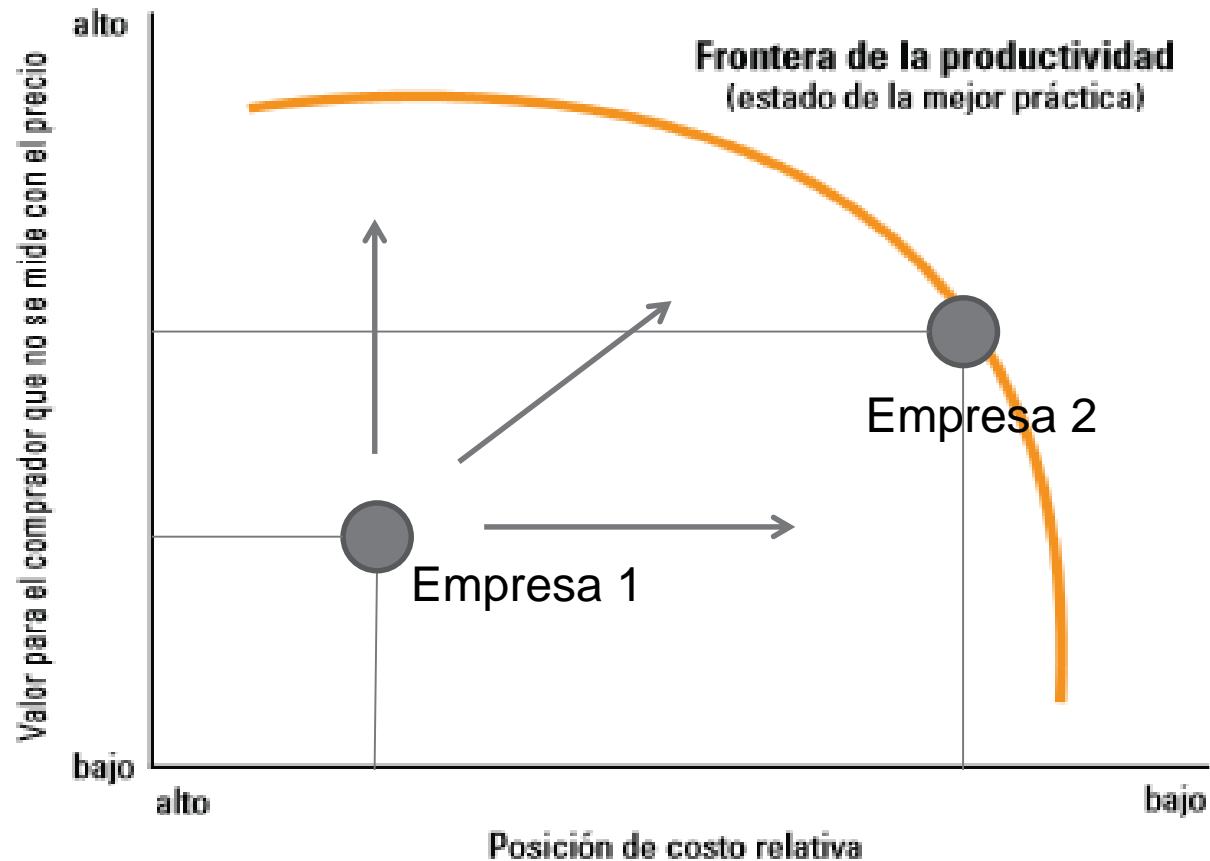 alto
Frontera de la productividad
(estado de la mejor práctica)
Valor para el comprador que no se mide con el precio
Empresa 2
Empresa 1
bajo
alto
bajo
Posición de costo relativa